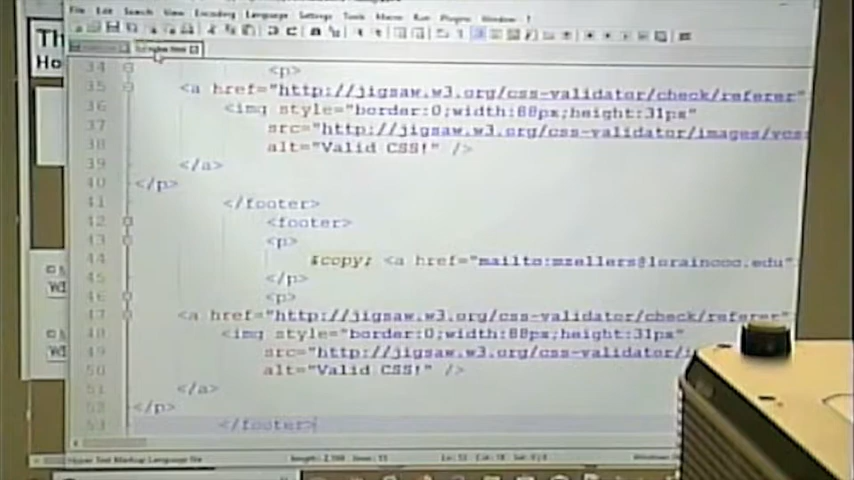 File Edit Search View Encoding Language Settings Tools Macro Run Plugins Window ?
Th
Ho
34 <p>
35 <a href="http://jigsaw.w3.org/css-validator/check/referer"
36 <img style="border:0;width:88px;height:31px"
37 src="http://jigsaw.w3.org/css-validator/images/vcss
38 alt="Valid CSS!" />
39 </a>
40 </p>
41 </footer>
42 <footer>
43 <p>
44 &copy; <a href="mailto:msellers@lorainccc.edu"
45 </p>
46 <p>
47 <a href="http://jigsaw.w3.org/css-validator/check/referer"
48 <img style="border:0;width:88px;height:31px"
49 src="http://jigsaw.w3.org/css-validator/i
50 alt="Valid CSS!" />
51 </a>
52 </p>
53 </footer>
Hyper Text Markup Language file